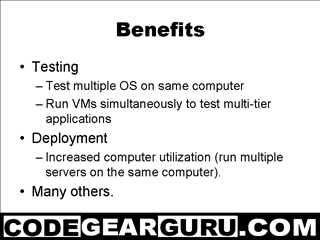 Benefits
• Testing
– Test multiple OS on same computer
– Run VMs simultaneously to test multi-tier
applications
• Deployment
– Increased computer utilization (run multiple
servers on the same computer).
• Many others.
CODEGEARGURU.COM